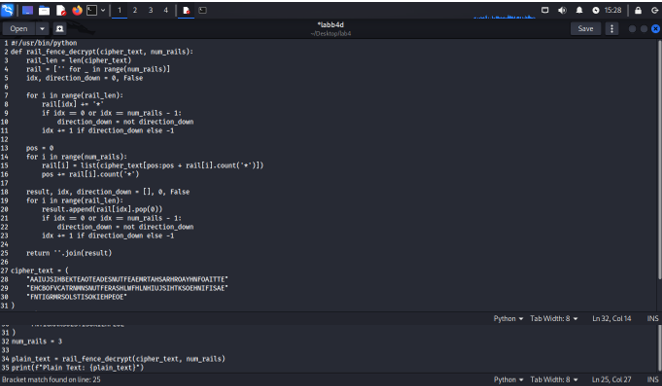 1 2 3 4
15:28
Open
*labb4d
~/Desktop/lab4
Save
1 #!/usr/bin/python
2 def rail_fence_decrypt(cipher_text, num_rails):
3     rail_len = len(cipher_text)
4     rail = ['' for _ in range(num_rails)]
5     idx, direction_down = 0, False
6
7     for i in range(rail_len):
8         rail[idx] += '*'
9         if idx == 0 or idx == num_rails - 1:
10             direction_down = not direction_down
11         idx += 1 if direction_down else -1
12
13     pos = 0
14     for i in range(num_rails):
15         rail[i] = list(cipher_text[pos:pos + rail[i].count('*')])
16         pos += rail[i].count('*')
17
18     result, idx, direction_down = [], 0, False
19     for i in range(rail_len):
20         result.append(rail[idx].pop(0))
21         if idx == 0 or idx == num_rails - 1:
22             direction_down = not direction_down
23         idx += 1 if direction_down else -1
24
25     return ''.join(result)
26
27 cipher_text = (
28     "AAIUJSIHBEKTEAOTEADESNUTFEAEMRTAHSARHROAYHNFOAITTE"
29     "EHCBOFVCATRNMNSNUTFERASHLWFHLNHIUJSIHTKSOEHNIFISAE"
30     "FNTIGRMRSOLSTISOKIEHPEOE"
31 )
Python Tab Width: 8 Ln 32, Col 14 INS
31 )
32 num_rails = 3
33
34 plain_text = rail_fence_decrypt(cipher_text, num_rails)
35 print(f"Plain Text: {plain_text}")
Bracket match found on line: 25 Python Tab Width: 8 Ln 25, Col 27 INS